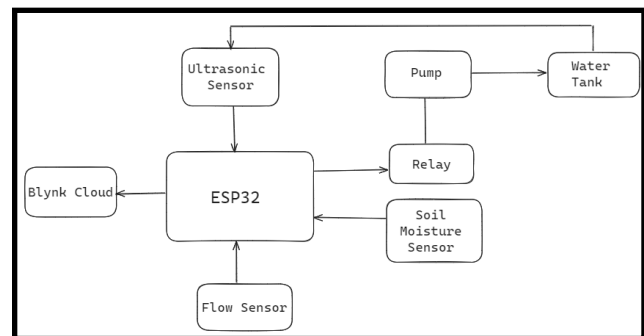 Ultrasonic
Sensor
Pump
Water
Tank
Blynk Cloud
ESP32
Relay
Soil
Moisture
Sensor
Flow Sensor